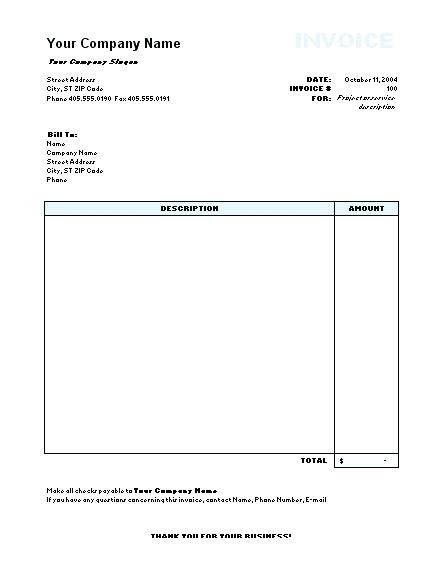 Your Company Name
INVOICE
Your Company Slogan
Street Address
City, ST ZIP Code
Phone 405.555.0190 Fax 405.555.0191
DATE: October 11, 2004
INVOICE # 100
FOR: Project or service
description
Bill To:
Name
Company Name
Street Address
City, ST ZIP Code
Phone
DESCRIPTION AMOUNT
TOTAL $ -
Make all checks payable to Your Company Name
If you have any questions concerning this invoice, contact Name, Phone Number, E-mail
THANK YOU FOR YOUR BUSINESS!